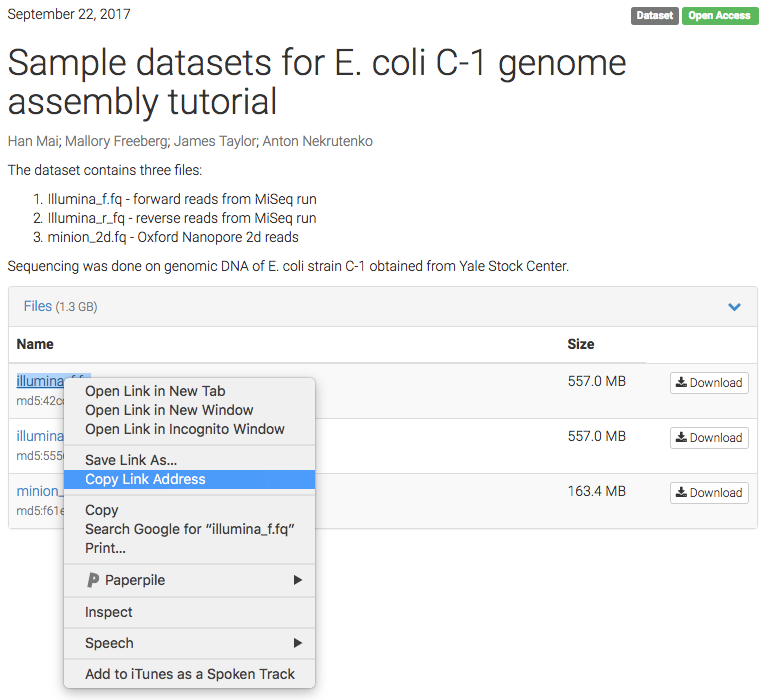 September 22, 2017
Dataset Open Access
Sample datasets for E. coli C-1 genome
assembly tutorial
Han Mai; Mallory Freeberg; James Taylor; Anton Nekrutenko
The dataset contains three files:
1. Illumina_f.fq - forward reads from MiSeq run
2. Illumina_r_fq - reverse reads from MiSeq run
3. minion_2d.fq - Oxford Nanopore 2d reads
Sequencing was done on genomic DNA of E. coli strain C-1 obtained from Yale Stock Center.
Files (1.3 GB)
Name Size
illumina_f.f
557.0 MB Download
md5:42c
illumina
557.0 MB Download
md5:555
minion_
163.4 MB Download
md5:f61e
Open Link in New Tab
Open Link in New Window
Open Link in Incognito Window
Save Link As...
Copy Link Address
Copy
Search Google for “illumina_f.fq”
Print...
Paperpile
Inspect
Speech
Add to iTunes as a Spoken Track